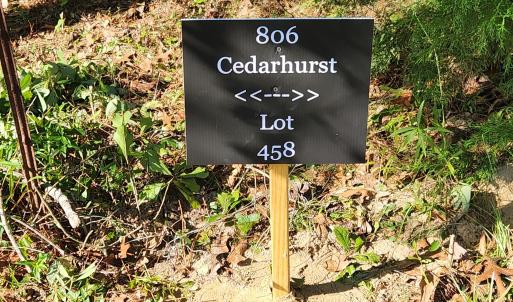 806
Cedarhurst
<<--->>
Lot
458